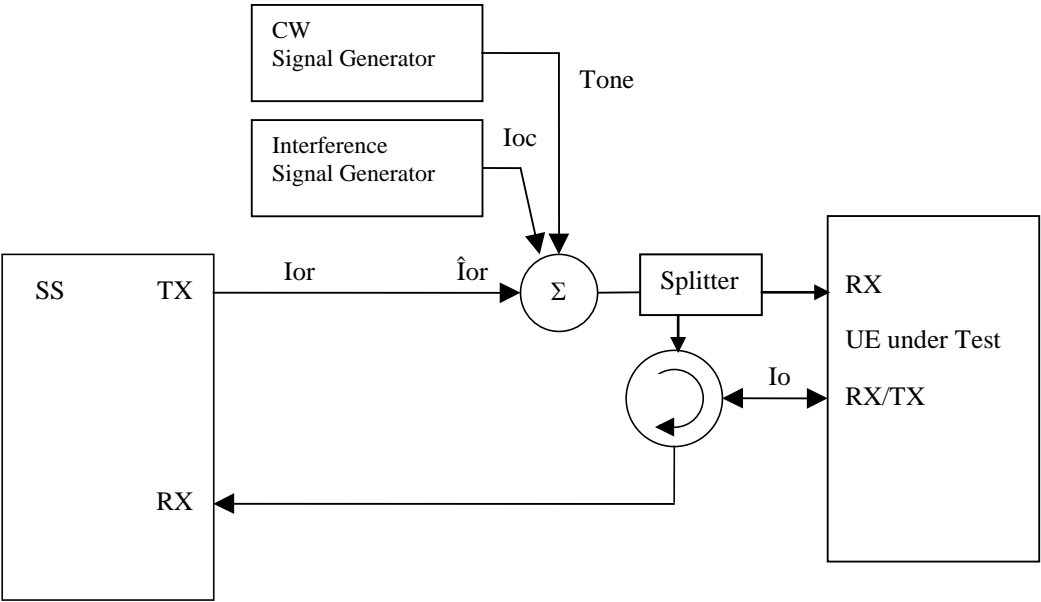 CW
Signal Generator
Tone
Interference
Signal Generator
Ioc
SS
TX
Ior
Îor
Σ
Splitter
RX
UE under Test
Io
RX/TX
RX